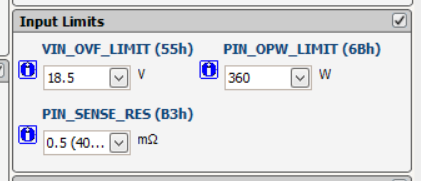 Input Limits
VIN_OVF_LIMIT (55h) PIN_OPW_LIMIT (6Bh)
18.5 V 360 W
PIN_SENSE_RES (B3h)
0.5 (40... mΩ